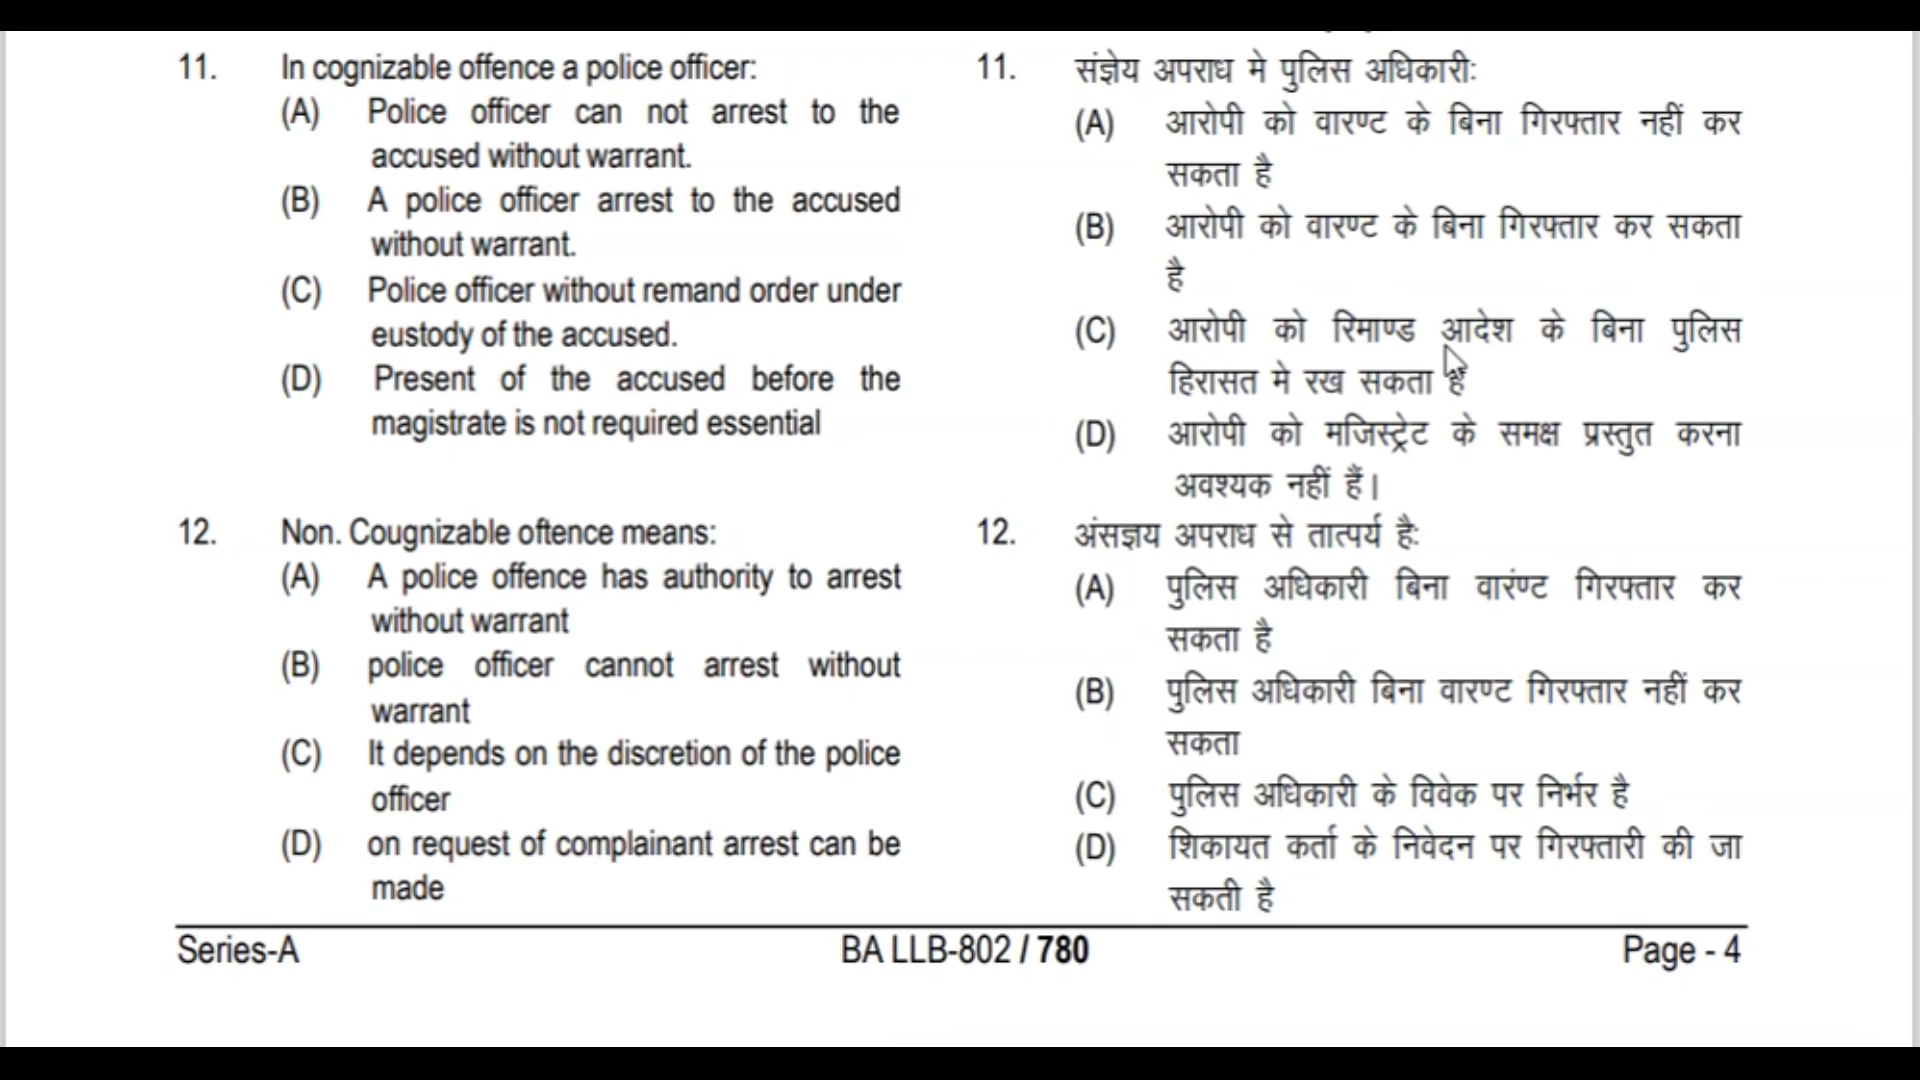 11. In cognizable offence a police officer:
(A) Police officer can not arrest to the
accused without warrant.
(B) A police officer arrest to the accused
without warrant.
(C) Police officer without remand order under
eustody of the accused.
(D) Present of the accused before the
magistrate is not required essential
12. Non. Cougnizable oftence means:
(A) A police offence has authority to arrest
without warrant
(B) police officer cannot arrest without
warrant
(C) It depends on the discretion of the police
officer
(D) on request of complainant arrest can be
made
11. संज्ञेय अपराध मे पुलिस अधिकारीः
(A) आरोपी को वारण्ट के बिना गिरफ्तार नहीं कर
सकता है
(B) आरोपी को वारण्ट के बिना गिरफ्तार कर सकता
है
(C) आरोपी को रिमाण्ड आदेश के बिना पुलिस
हिरासत मे रख सकता हैं
(D) आरोपी को मजिस्ट्रेट के समक्ष प्रस्तुत करना
अवश्यक नहीं हैं।
12. अंसज्ञय अपराध से तात्पर्य हैः
(A) पुलिस अधिकारी बिना वारंण्ट गिरफ्तार कर
सकता है
(B) पुलिस अधिकारी बिना वारण्ट गिरफ्तार नहीं कर
सकता
(C) पुलिस अधिकारी के विवेक पर निर्भर है
(D) शिकायत कर्ता के निवेदन पर गिरफ्तारी की जा
सकती है
Series-A BA LLB-802 / 780 Page - 4